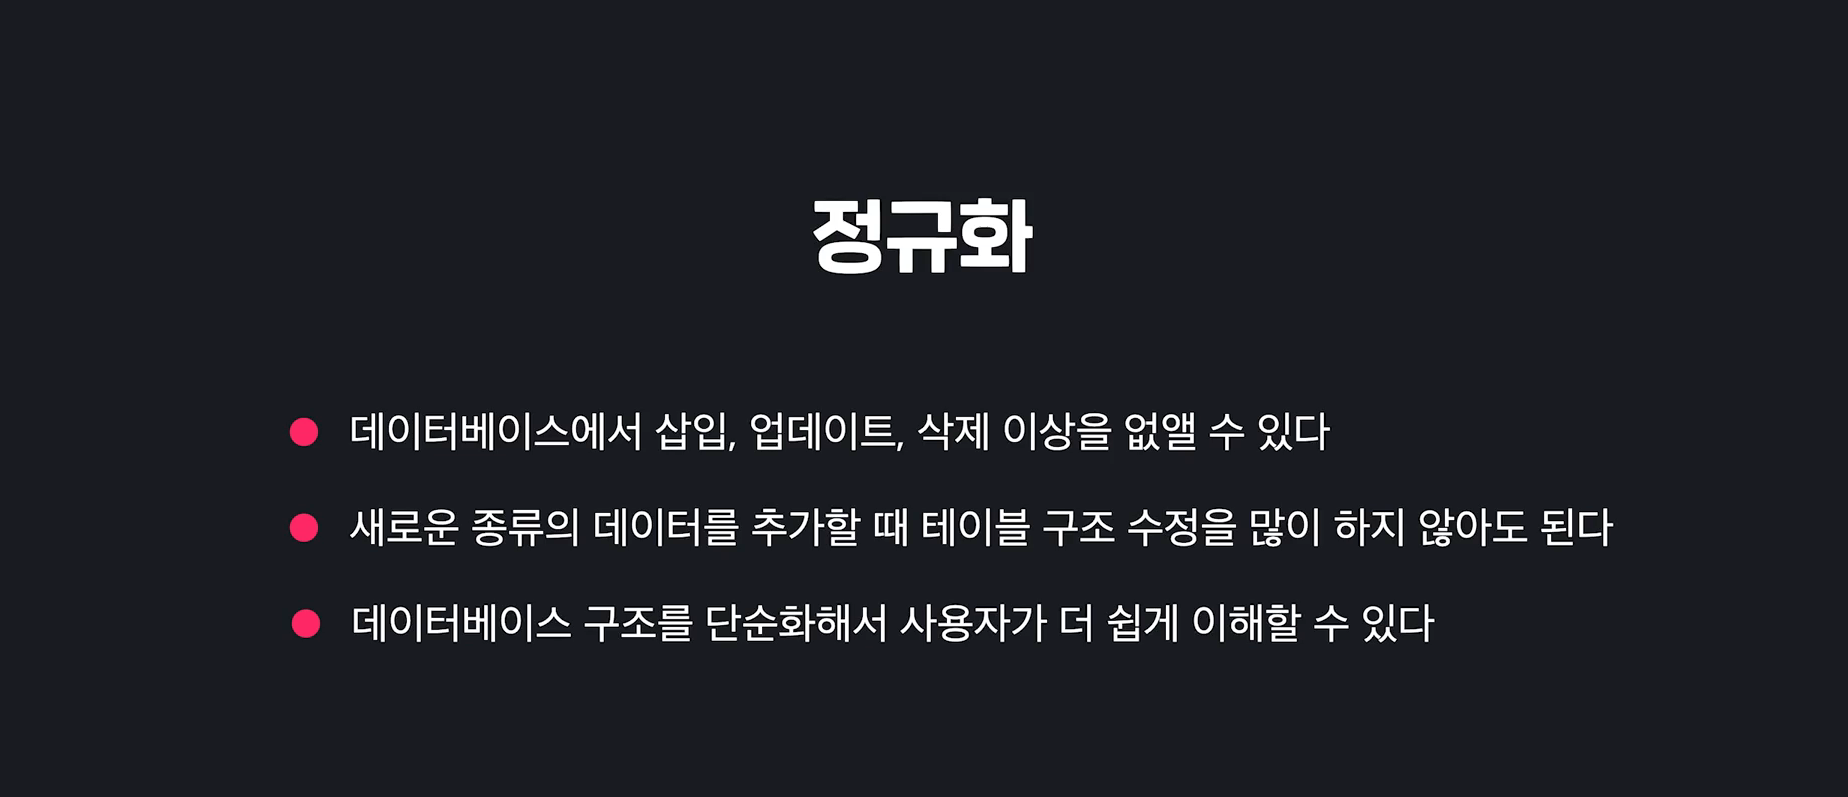 정규화
데이터베이스에서 삽입, 업데이트, 삭제 이상을 없앨 수 있다
새로운 종류의 데이터를 추가할 때 테이블 구조 수정을 많이 하지 않아도 된다
데이터베이스 구조를 단순화해서 사용자가 더 쉽게 이해할 수 있다